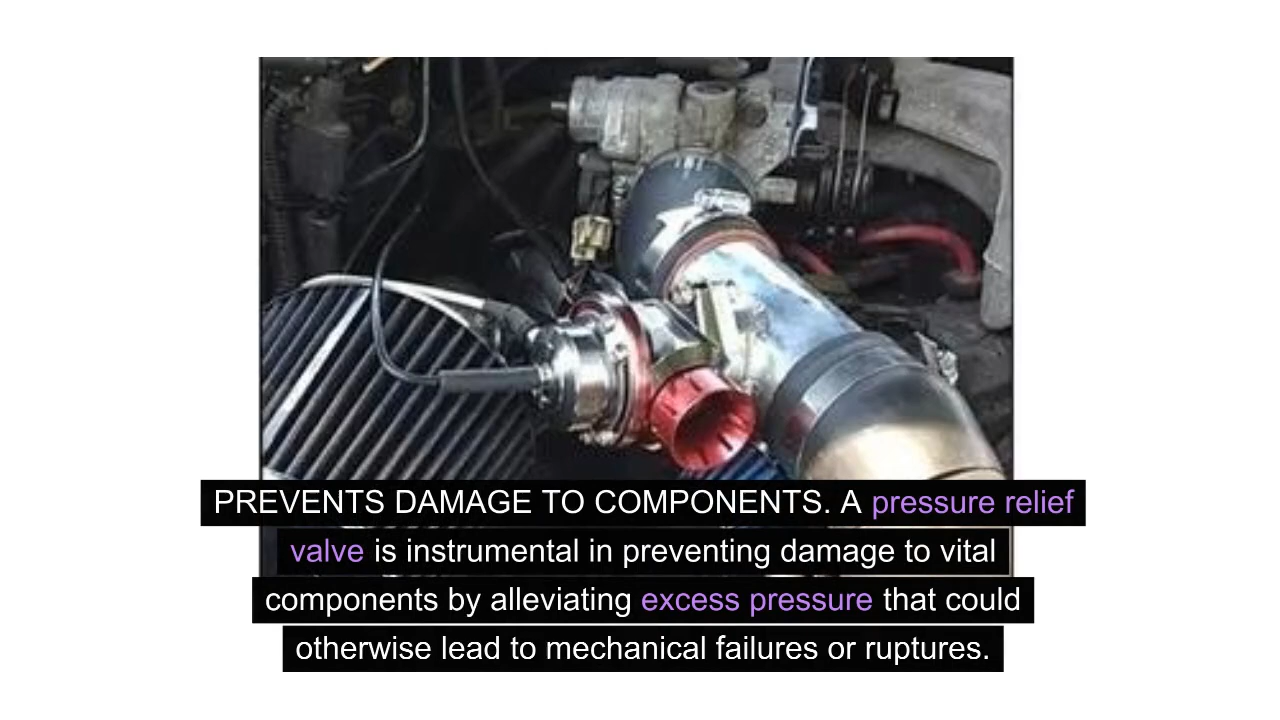 PREVENTS DAMAGE TO COMPONENTS. A pressure relief
valve is instrumental in preventing damage to vital
components by alleviating excess pressure that could
otherwise lead to mechanical failures or ruptures.